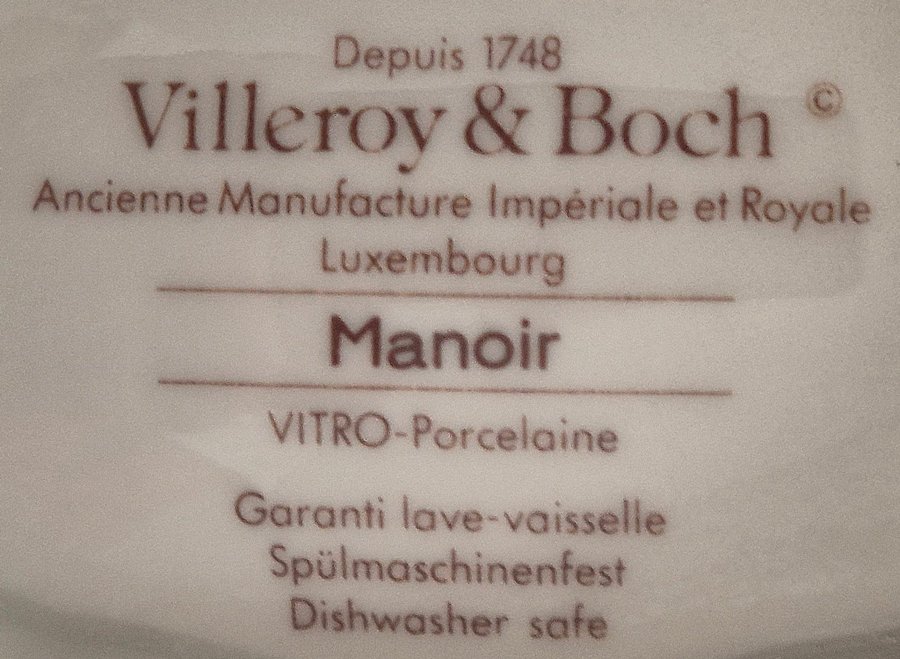 Depuis 1748
Villeroy & Boch ©
Ancienne Manufacture Impériale et Royale
Luxembourg
Manoir
VITRO-Porcelaine
Garanti lave-vaisselle
Spülmaschinenfest
Dishwasher safe